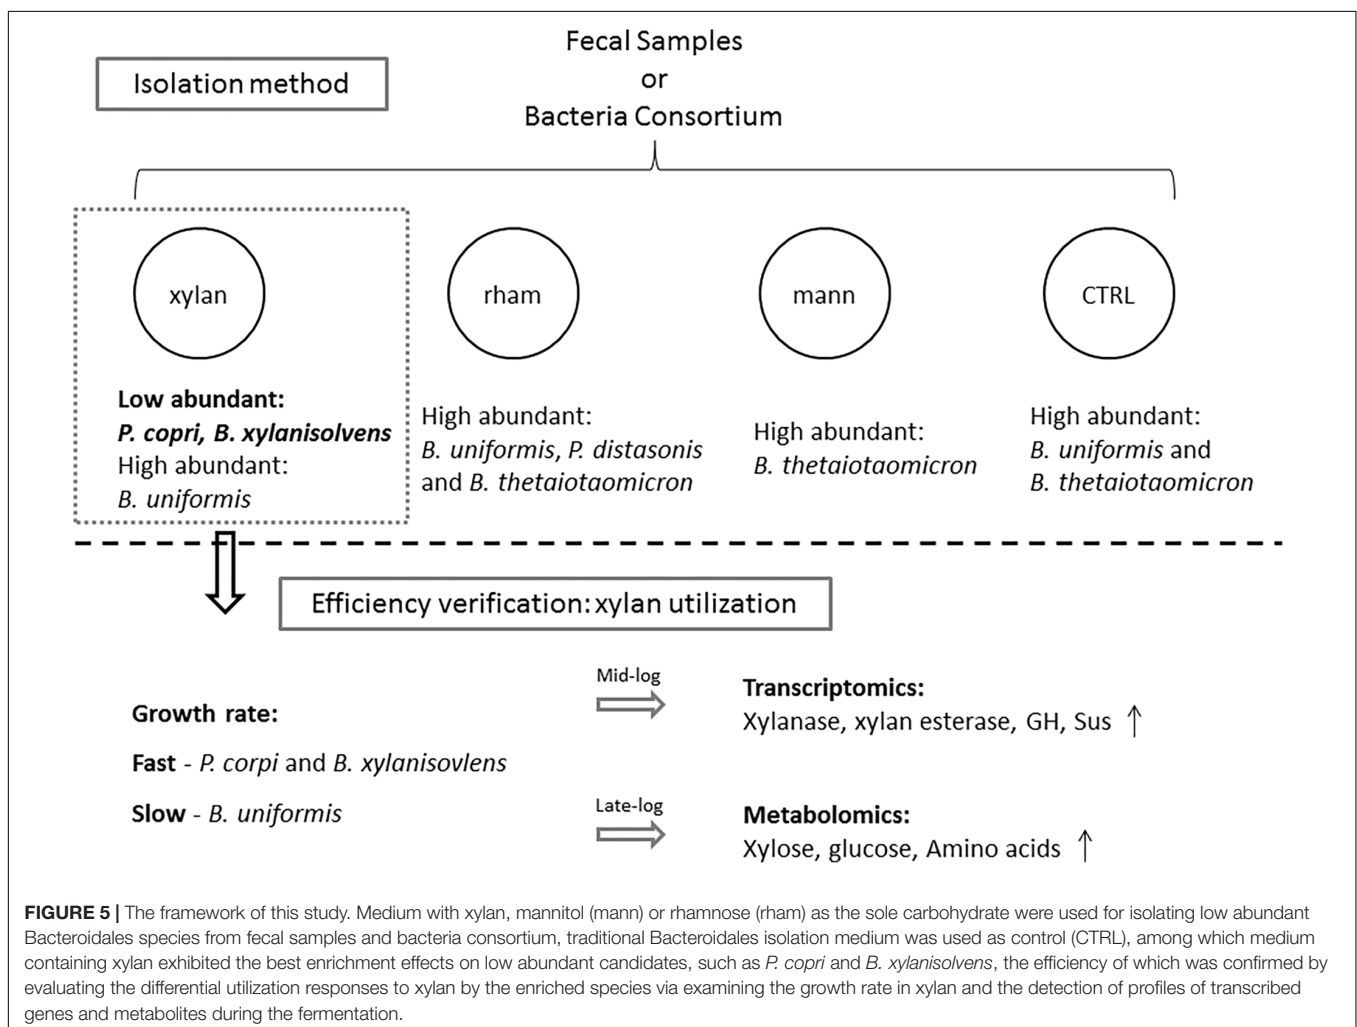 Fecal Samples
or
Bacteria Consortium
Isolation method
xylan
rham
mann
CTRL
Low abundant:
P. copri, B. xylanisolvens
High abundant:
B. uniformis
High abundant:
B. uniformis, P. distasonis
and B. thetaiotaomicron
High abundant:
B. thetaiotaomicron
High abundant:
B. uniformis and
B. thetaiotaomicron
Efficiency verification: xylan utilization
Growth rate:
Fast - P. corpi and B. xylanisovlens
Slow - B. uniformis
Mid-log
Transcriptomics:
Xylanase, xylan esterase, GH, Sus ↑
Late-log
Metabolomics:
Xylose, glucose, Amino acids ↑
FIGURE 5 | The framework of this study. Medium with xylan, mannitol (mann) or rhamnose (rham) as the sole carbohydrate were used for isolating low abundant
Bacteroidales species from fecal samples and bacteria consortium, traditional Bacteroidales isolation medium was used as control (CTRL), among which medium
containing xylan exhibited the best enrichment effects on low abundant candidates, such as P. copri and B. xylanisolvens, the efficiency of which was confirmed by
evaluating the differential utilization responses to xylan by the enriched species via examining the growth rate in xylan and the detection of profiles of transcribed
genes and metabolites during the fermentation.